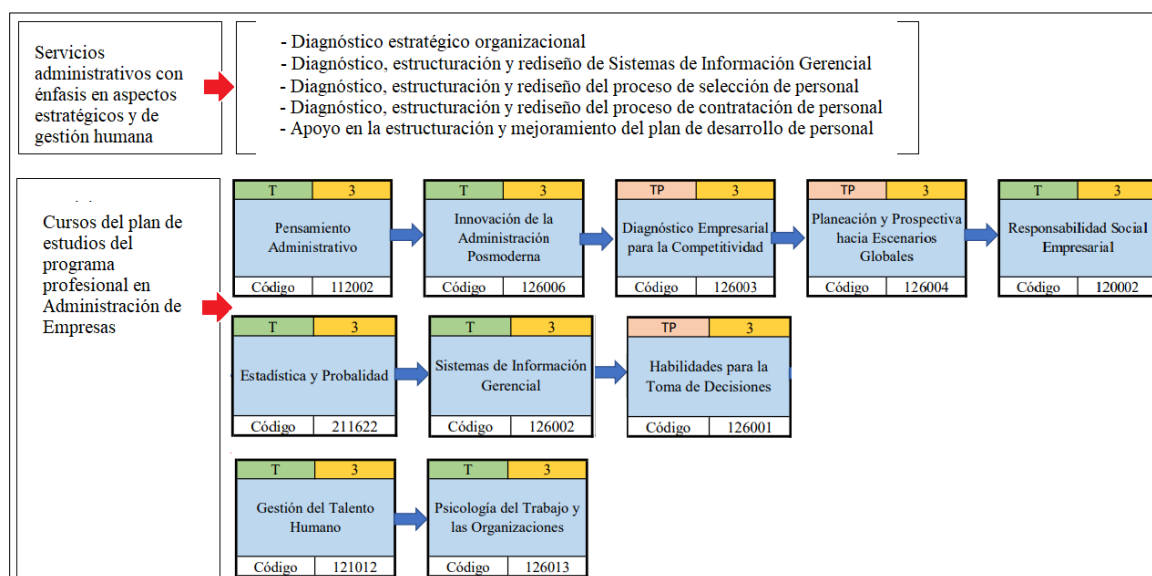 Servicios
administrativos con
énfasis en aspectos
estratégicos y de
gestión humana
- Diagnóstico estratégico organizacional
- Diagnóstico, estructuración y rediseño de Sistemas de Información Gerencial
- Diagnóstico, estructuración y rediseño del proceso de selección de personal
- Diagnóstico, estructuración y rediseño del proceso de contratación de personal
- Apoyo en la estructuración y mejoramiento del plan de desarrollo de personal
Cursos del plan de
estudios del
programa
profesional en
Administración de
Empresas
T 3
Pensamiento
Administrativo
Código 112002
T 3
Innovación de la
Administración
Posmoderna
Código 126006
TP 3
Diagnóstico Empresarial
para la Competitividad
Código 126003
TP 3
Planeación y Prospectiva
hacia Escenarios
Globales
Código 126004
T 3
Responsabilidad Social
Empresarial
Código 120002
T 3
Estadística y Probalidad
Código 211622
T 3
Sistemas de Información
Gerencial
Código 126002
TP 3
Habilidades para la
Toma de Decisiones
Código 126001
T 3
Gestión del Talento
Humano
Código 121012
T 3
Psicología del Trabajo y
las Organizaciones
Código 126013